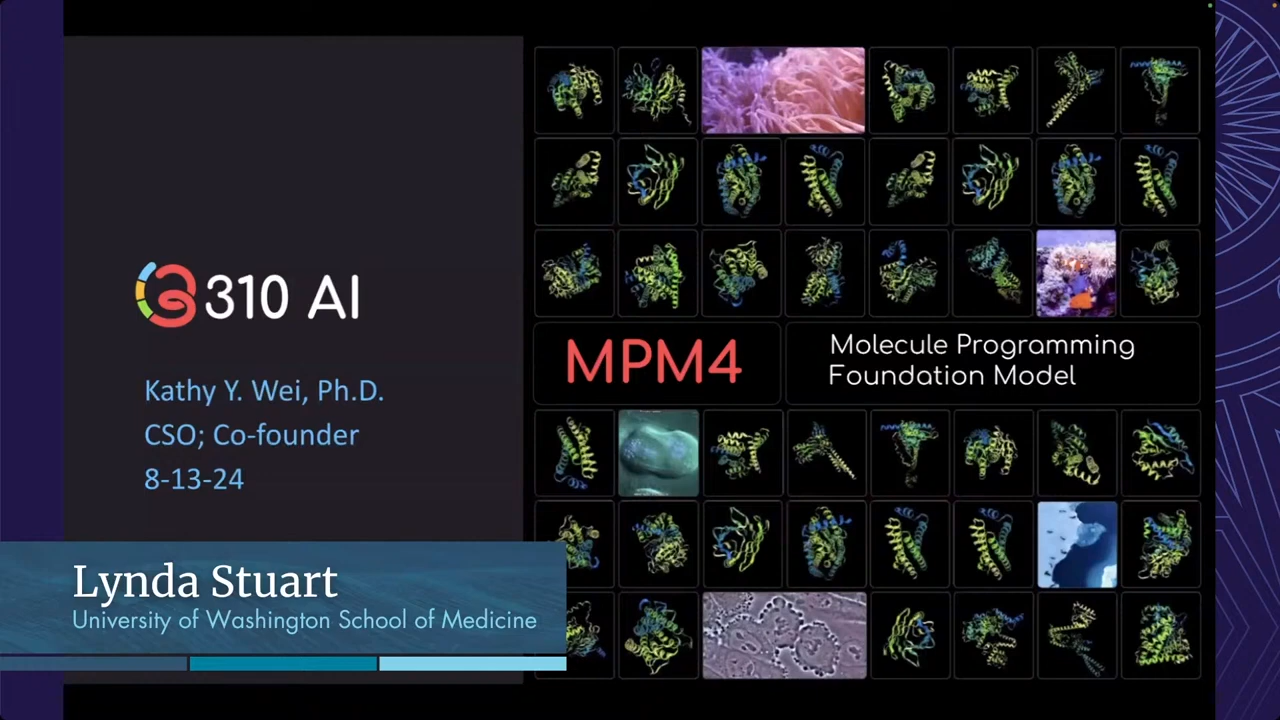 310 AI
Kathy Y. Wei, Ph.D.
CSO; Co-founder
8-13-24
MPM4
Molecule Programming
Foundation Model
Lynda Stuart
University of Washington School of Medicine